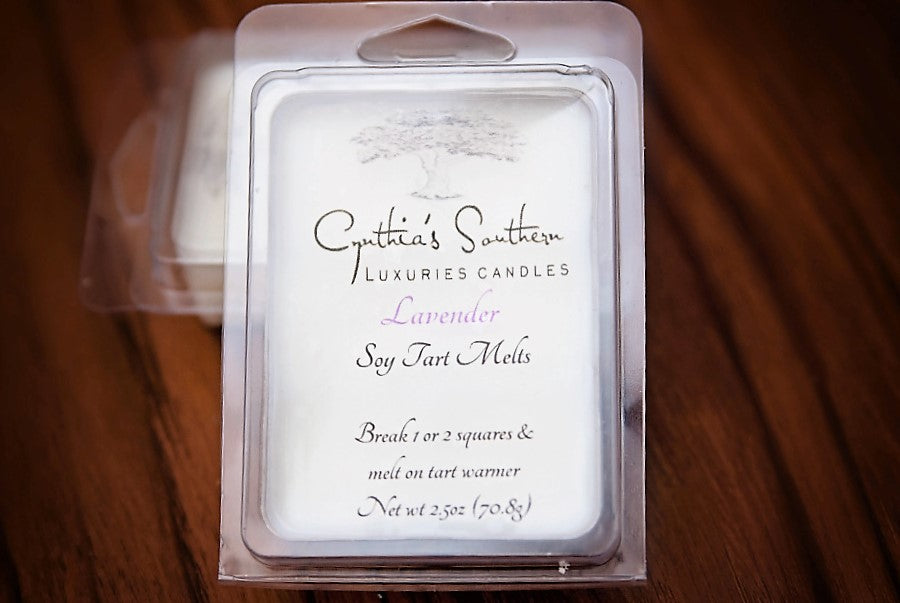 Cynthia's Southern
LUXURIES CANDLES
Lavender
Soy Tart Melts
Break 1 or 2 squares &
melt on tart warmer
Net wt 2.5oz (70.8g)